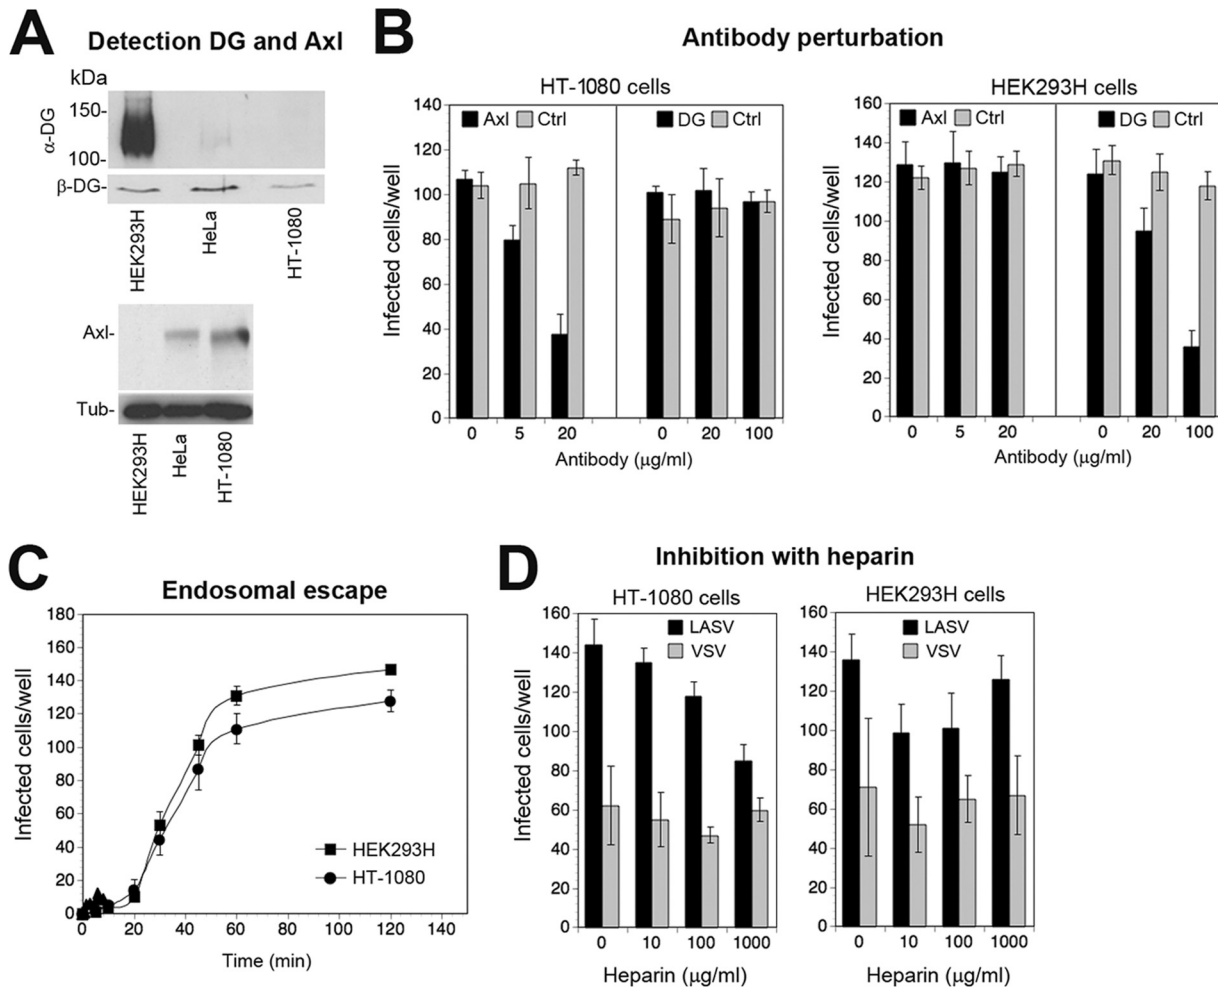 A
Detection DG and Axl
kDa
150-
α-DG
100-
β-DG-
HEK293H
HeLa
HT-1080
Axl-
Tub-
HEK293H
HeLa
HT-1080
B
Antibody perturbation
HT-1080 cells
140
120
100
80
60
40
20
0
Infected cells/well
Axl Ctrl
DG Ctrl
0 5 20 0 20 100
Antibody (μg/ml)
HEK293H cells
160
140
120
100
80
60
40
20
0
Infected cells/well
Axl Ctrl
DG Ctrl
0 5 20 0 20 100
Antibody (μg/ml)
C
Endosomal escape
180
160
140
120
100
80
60
40
20
0
Infected cells/well
HEK293H
HT-1080
0 20 40 60 80 100 120 140
Time (min)
D
Inhibition with heparin
HT-1080 cells
160
140
120
100
80
60
40
20
0
Infected cells/well
LASV
VSV
0 10 100 1000
Heparin (μg/ml)
HEK293H cells
160
140
120
100
80
60
40
20
0
LASV
VSV
0 10 100 1000
Heparin (μg/ml)